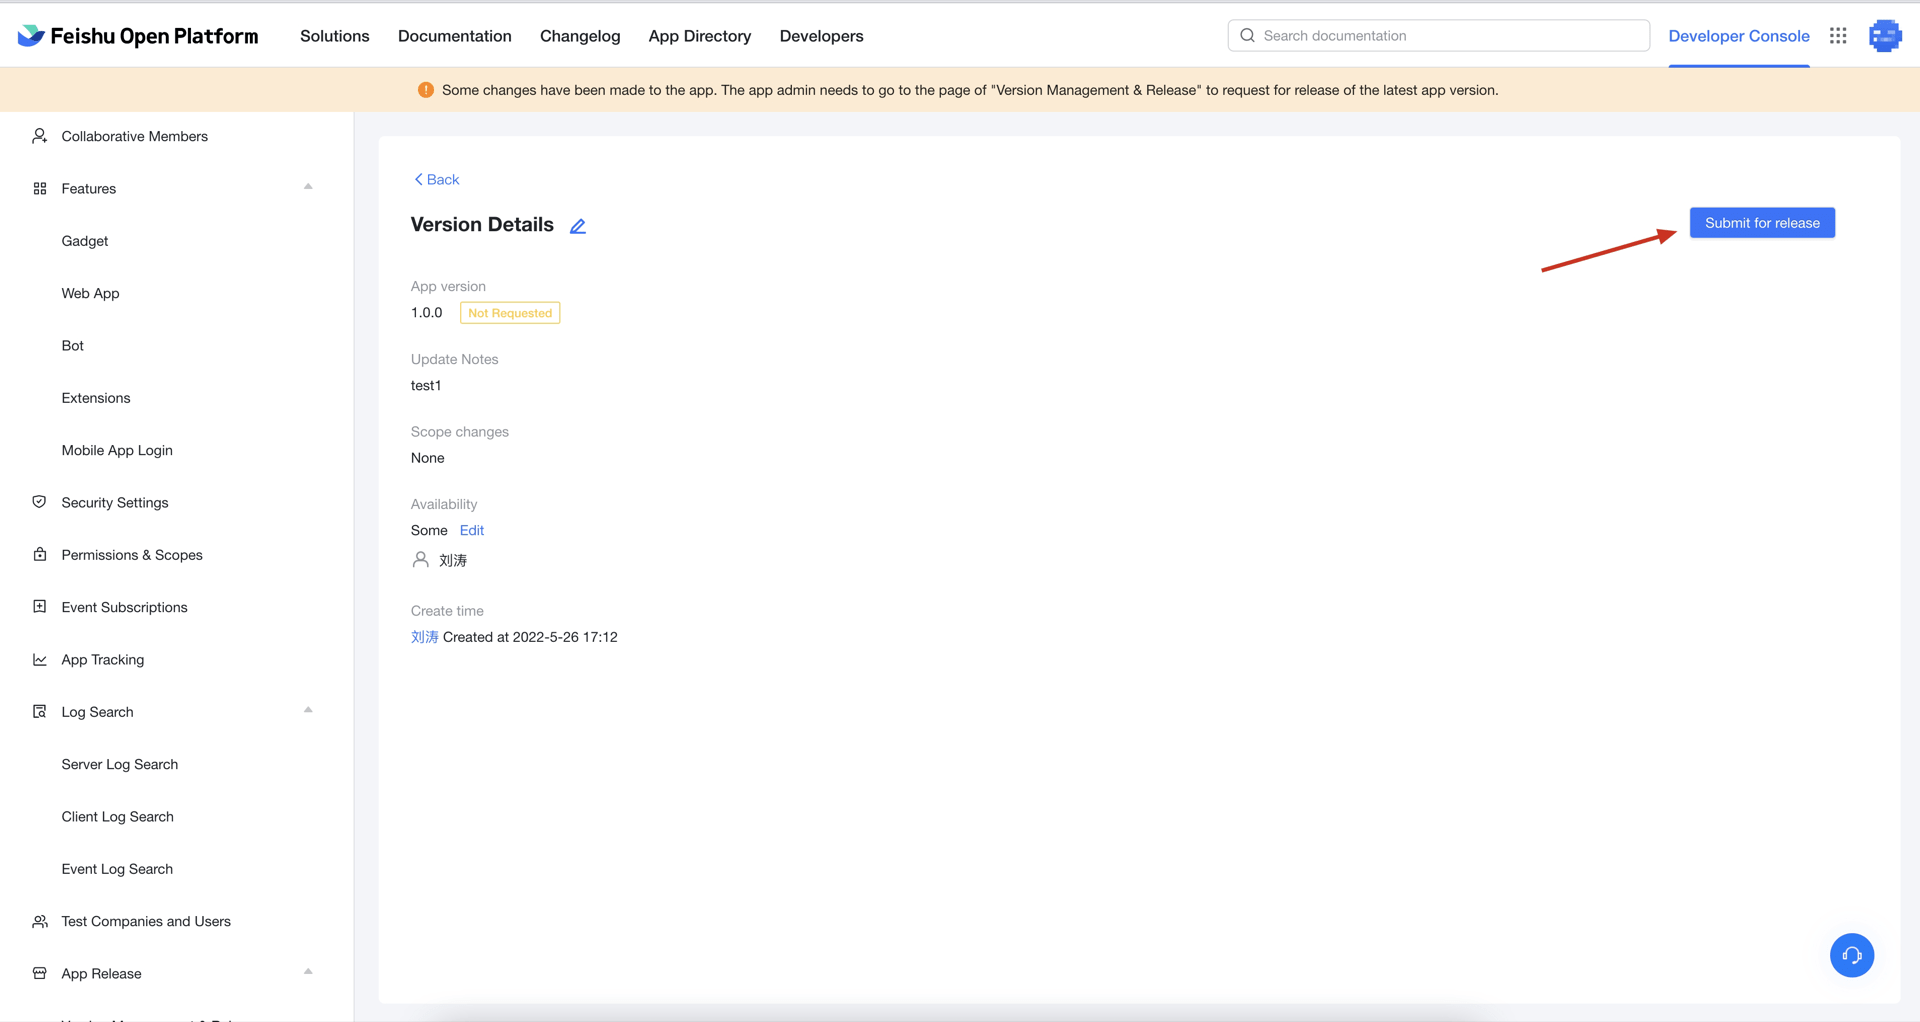 Feishu Open Platform
Solutions
Documentation
Changelog
App Directory
Developers
Search documentation
Developer Console
Some changes have been made to the app. The app admin needs to go to the page of "Version Management & Release" to request for release of the latest app version.
Collaborative Members
Features
Gadget
Web App
Bot
Extensions
Mobile App Login
Security Settings
Permissions & Scopes
Event Subscriptions
App Tracking
Log Search
Server Log Search
Client Log Search
Event Log Search
Test Companies and Users
App Release
Back
Version Details
Submit for release
App version
1.0.0 Not Requested
Update Notes
test1
Scope changes
None
Availability
Some Edit
刘涛
Create time
刘涛 Created at 2022-5-26 17:12